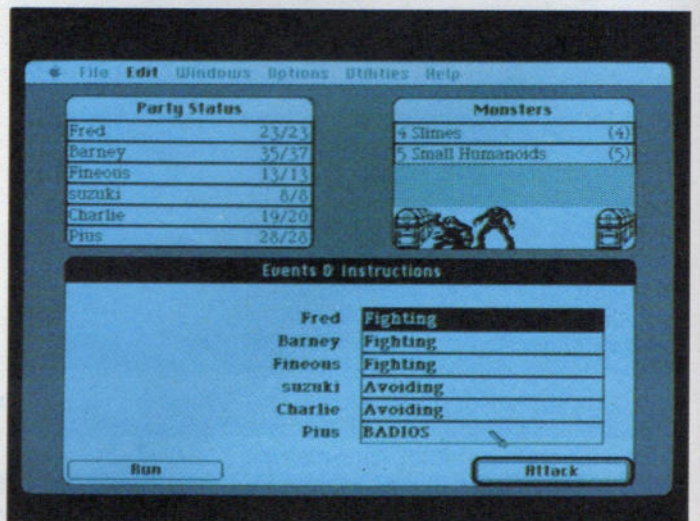 File Edit Windows Options Utilities Help
Party Status
Fred 23/23
Barney 35/37
Fineous 13/13
suzuki 8/8
Charlie 19/20
Pius 28/28
Monsters
4 Slimes (4)
5 Small Humanoids (5)
Events & Instructions
Fred Fighting
Barney Fighting
Fineous Fighting
suzuki Avoiding
Charlie Avoiding
Pius BADIOS
Run
Attack